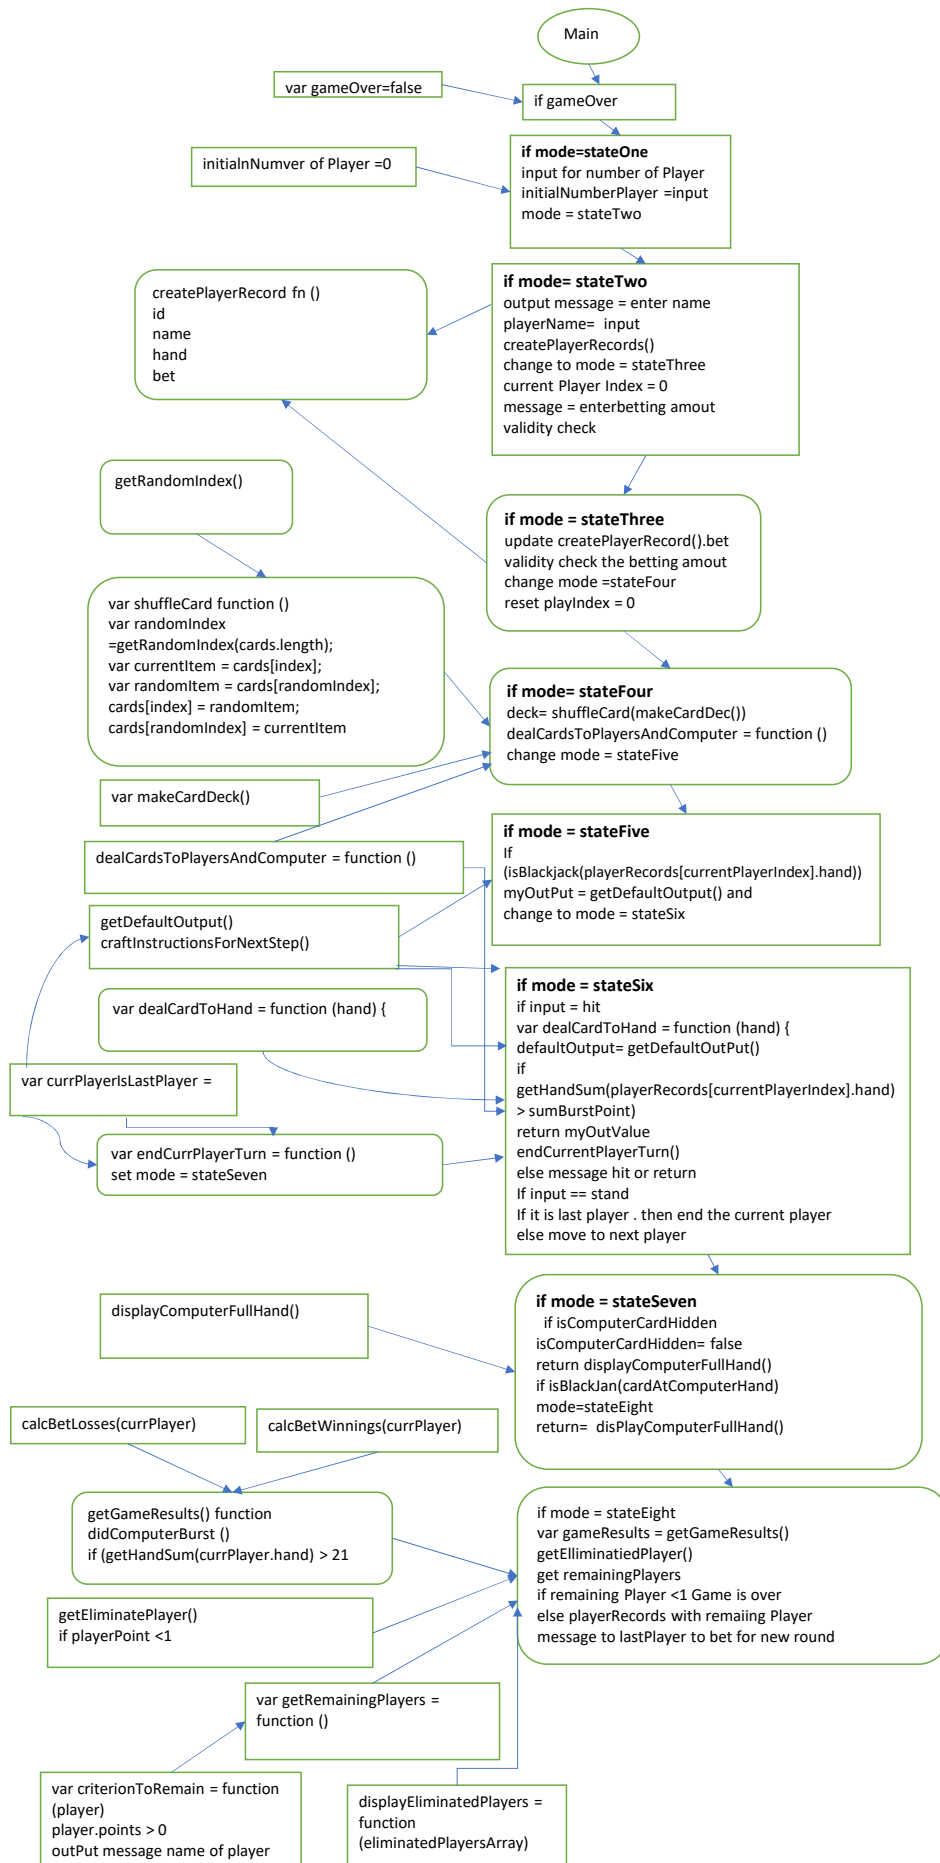 Main
var gameOver=false
if gameOver
initialnNumver of Player =0
if mode=stateOne
input for number of Player
initialNumberPlayer =input
mode = stateTwo
createPlayerRecord fn ()
id
name
hand
bet
if mode= stateTwo
output message = enter name
playerName=  input
createPlayerRecords()
change to mode = stateThree
current Player Index = 0
message = enterbetting amout
validity check
getRandomIndex()
if mode = stateThree
update createPlayerRecord().bet
validity check the betting amout
change mode =stateFour
reset playIndex = 0
var shuffleCard function ()
var randomIndex
=getRandomIndex(cards.length);
var currentItem = cards[index];
var randomItem = cards[randomIndex];
cards[index] = randomItem;
cards[randomIndex] = currentItem
if mode= stateFour
deck= shuffleCard(makeCardDec())
dealCardsToPlayersAndComputer = function ()
change mode = stateFive
var makeCardDeck()
dealCardsToPlayersAndComputer = function ()
if mode = stateFive
If
(isBlackjack(playerRecords[currentPlayerIndex].hand))
myOutPut = getDefaultOutput() and
change to mode = stateSix
getDefaultOutput()
craftInstructionsForNextStep()
var dealCardToHand = function (hand) {
if mode = stateSix
if input = hit
var dealCardToHand = function (hand) {
defaultOutput= getDefaultOutPut()
if
getHandSum(playerRecords[currentPlayerIndex].hand)
> sumBurstPoint)
return myOutValue
endCurrentPlayerTurn()
else message hit or return
If input == stand
If it is last player . then end the current player
else move to next player
var currPlayerIsLastPlayer =
var endCurrPlayerTurn = function ()
set mode = stateSeven
displayComputerFullHand()
if mode = stateSeven
if isComputerCardHidden
isComputerCardHidden= false
return displayComputerFullHand()
if isBlackJan(cardAtComputerHand)
mode=stateEight
return=  disPlayComputerFullHand()
calcBetLosses(currPlayer)
calcBetWinnings(currPlayer)
getGameResults() function
didComputerBurst ()
if (getHandSum(currPlayer.hand) > 21
if mode = stateEight
var gameResults = getGameResults()
getElliminatiedPlayer()
get remainingPlayers
if remaining Player <1 Game is over
else playerRecords with remaiing Player
message to lastPlayer to bet for new round
getEliminatePlayer()
if playerPoint <1
var getRemainingPlayers =
function ()
var criterionToRemain = function
(player)
player.points > 0
outPut message name of player
displayEliminatedPlayers =
function
(eliminatedPlayersArray)